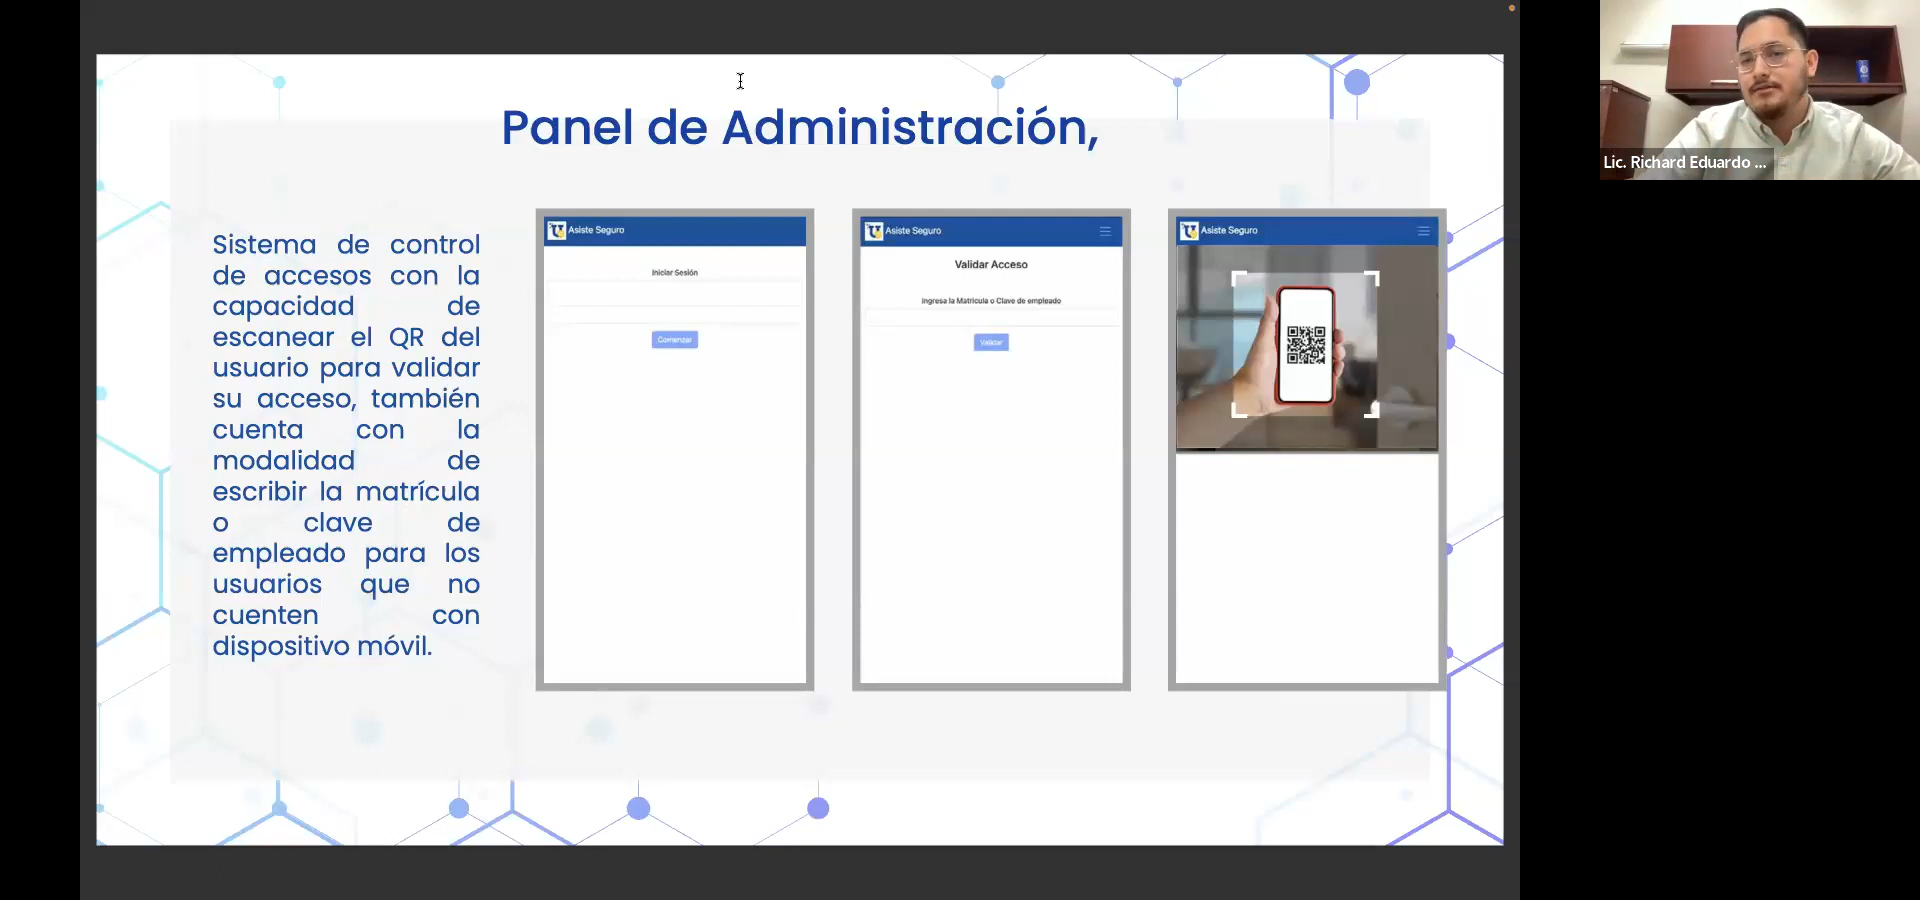 Panel de Administración,
Sistema de control
de accesos con la
capacidad de
escanear el QR del
usuario para validar
su acceso, también
cuenta con la
modalidad de
escribir la matrícula
o clave de
empleado para los
usuarios que no
cuenten con
dispositivo móvil.
Asiste Seguro
Iniciar Sesión
Comenzar
Asiste Seguro
Validar Acceso
Ingresa la Matricula o Clave de empleado
Validar
Asiste Seguro
Lic. Richard Eduardo ...